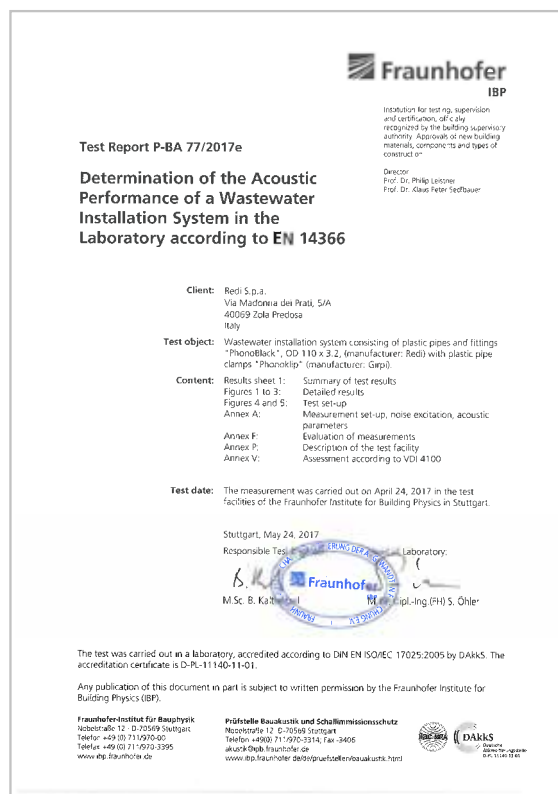 Fraunhofer
IBP
Institution for testing, supervision
and certification, officially
recognized by the building supervisory
authority. Approvals of new building
materials, components and types of
construction
Director
Prof. Dr. Philip Leistner
Prof. Dr. Klaus Peter Sedlbauer
Test Report P-BA 77/2017e
Determination of the Acoustic
Performance of a Wastewater
Installation System in the
Laboratory according to EN 14366
Client: Redi S.p.a.
Via Madonna dei Prati, 5/A
40069 Zola Predosa
Italy
Test object: Wastewater installation system consisting of plastic pipes and fittings
"PhonoBlack", OD 110 x 3.2, (manufacturer: Redi) with plastic pipe
clamps "Phonoklip" (manufacturer: Girpi).
Content: Results sheet 1: Summary of test results
Figures 1 to 3: Detailed results
Figures 4 and 5: Test set-up
Annex A: Measurement set-up, noise excitation, acoustic
parameters
Annex F: Evaluation of measurements
Annex P: Description of the test facility
Annex V: Assessment according to VDI 4100
Test date: The measurement was carried out on April 24, 2017 in the test
facilities of the Fraunhofer Institute for Building Physics in Stuttgart.
Stuttgart, May 24, 2017
Responsible Laboratory:
Fraunhofer
M.Sc. B. Dipl.-Ing.(FH) S. Öhler
The test was carried out in a laboratory, accredited according to DIN EN ISO/IEC 17025:2005 by DAkkS. The
accreditation certificate is D-PL-11140-11-01.
Any publication of this document in part is subject to written permission by the Fraunhofer Institute for
Building Physics (IBP).
Fraunhofer-Institut für Bauphysik
Nobelstraße 12 · D-70569 Stuttgart
Telefon +49 (0) 711/970-00
Telefax +49 (0) 711/970-3395
www.ibp.fraunhofer.de
Prüfstelle Bauakustik und Schallimmissionsschutz
Nobelstraße 12 · D-70569 Stuttgart
Telefon +49(0) 711/970-3314; Fax -3406
akustik@ibp.fraunhofer.de
www.ibp.fraunhofer.de/de/pruefstellen/bauakustik.html
ilac-MRA
DAkkS
Deutsche
Akkreditierungsstelle
D-PL-11140-11-01